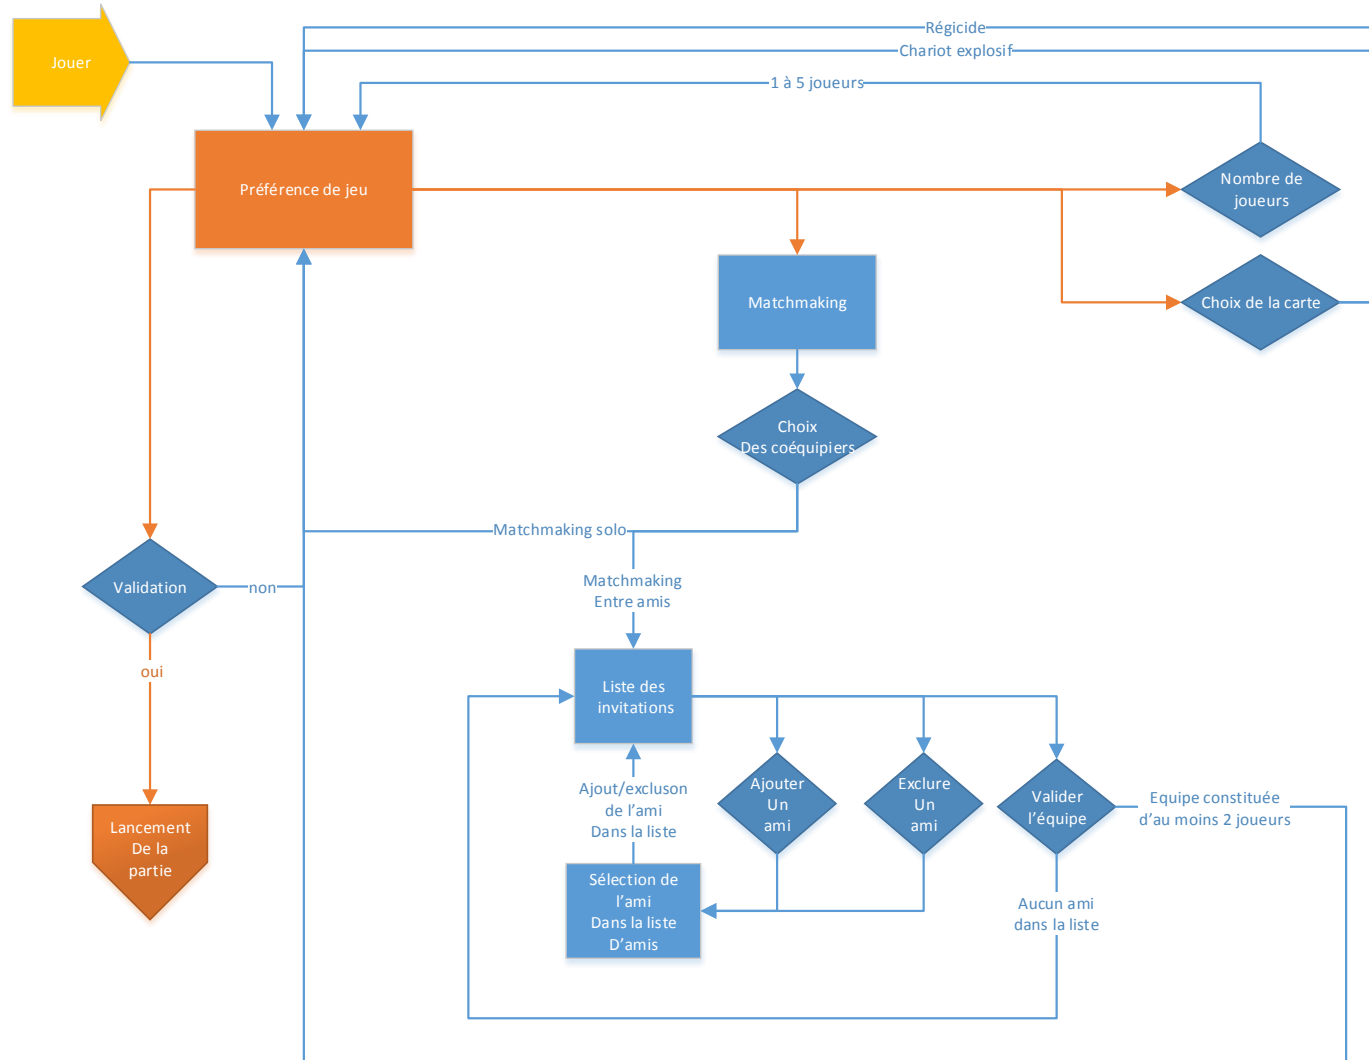 Régicide
Chariot explosif
Jouer
1 à 5 joueurs
Préférence de jeu
Nombre de
joueurs
Matchmaking
Choix de la carte
Choix
Des coéquipiers
Matchmaking solo
Validation
non
Matchmaking
Entre amis
oui
Liste des
invitations
Ajout/excluson
de l’ami
Dans la liste
Ajouter
Un
ami
Exclure
Un
ami
Valider
l’équipe
Equipe constituée
d’au moins 2 joueurs
Lancement
De la
partie
Sélection de
l’ami
Dans la liste
D’amis
Aucun ami
dans la liste